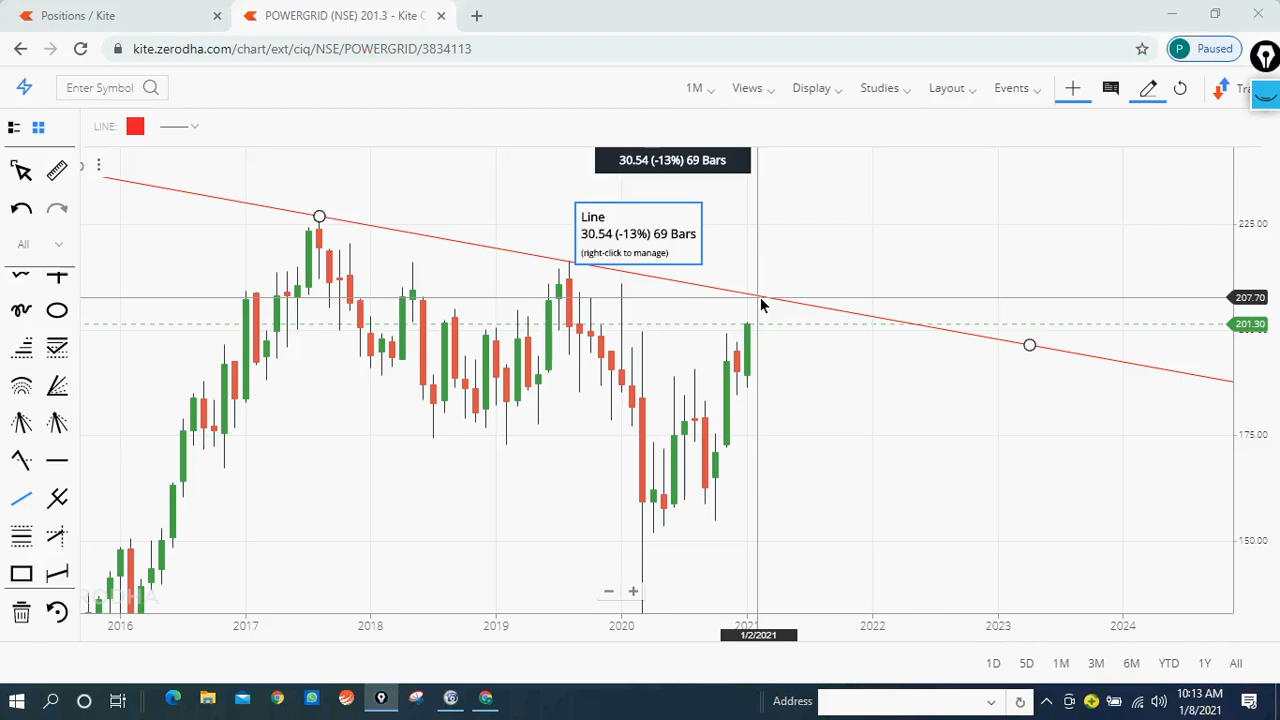 Positions / Kite
POWERGRID (NSE) 201.3 - Kite C
kite.zerodha.com/chart/ext/ciq/NSE/POWERGRID/3834113
P Paused
Enter Symbol
1M Views Display Studies Layout Events Tra
LINE:
30.54 (-13%) 69 Bars
Line
30.54 (-13%) 69 Bars
(right-click to manage)
All
225.00
207.70
201.30
175.00
150.00
2016 2017 2018 2019 2020 2021 2022 2023 2024
1/2/2021
1D 5D 1M 3M 6M YTD 1Y All
Address
10:13 AM
1/8/2021